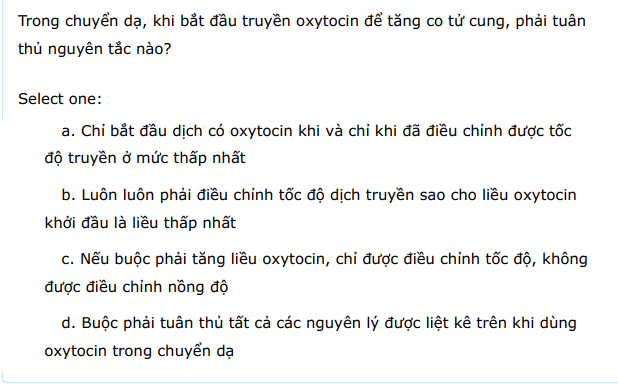 Trong chuyển dạ, khi bắt đầu truyền oxytocin để tăng co tử cung, phải tuân
thủ nguyên tắc nào?
Select one:
a. Chỉ bắt đầu dịch có oxytocin khi và chỉ khi đã điều chỉnh được tốc
độ truyền ở mức thấp nhất
b. Luôn luôn phải điều chỉnh tốc độ dịch truyền sao cho liều oxytocin
khởi đầu là liều thấp nhất
c. Nếu buộc phải tăng liều oxytocin, chỉ được điều chỉnh tốc độ, không
được điều chỉnh nồng độ
d. Buộc phải tuân thủ tất cả các nguyên lý được liệt kê trên khi dùng
oxytocin trong chuyển dạ